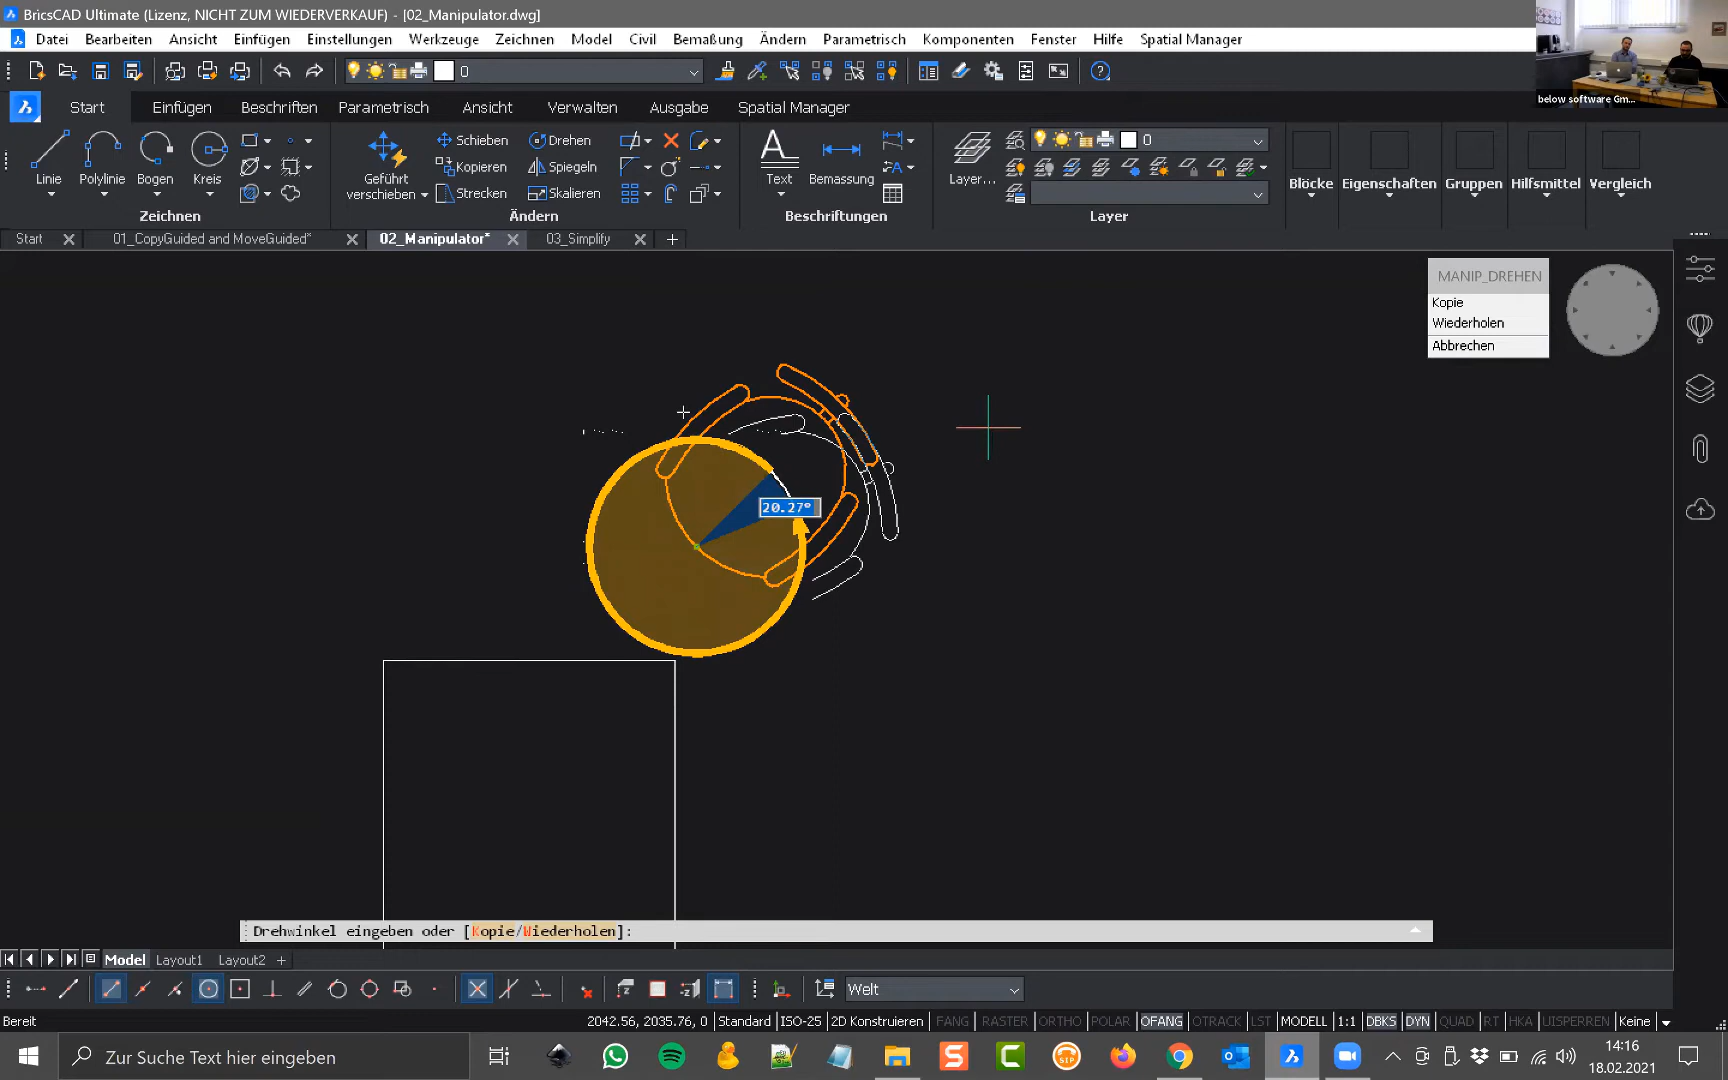 BricsCAD Ultimate (Lizenz, NICHT ZUM WIEDERVERKAUF) - [02_Manipulator.dwg]
Datei Bearbeiten Ansicht Einfügen Einstellungen Werkzeuge Zeichnen Model Civil Bemaßung Ändern Parametrisch Komponenten Fenster Hilfe Spatial Manager
0
below software Gm...
Start Einfügen Beschriften Parametrisch Ansicht Verwalten Ausgabe Spatial Manager
Linie Polylinie Bogen Kreis
Zeichnen
Geführt verschieben
Schieben Drehen
Kopieren Spiegeln
Strecken Skalieren
Ändern
A
Text Bemassung
Beschriftungen
Layer...
0
Layer
Blöcke Eigenschaften Gruppen Hilfsmittel Vergleich
Start 01_CopyGuided and MoveGuided* 02_Manipulator* 03_Simplify
MANIP_DREHEN
Kopie
Wiederholen
Abbrechen
20.27°
Drehwinkel eingeben oder [Kopie/Wiederholen]:
Model Layout1 Layout2
Welt
Bereit 2042.56, 2035.76, 0 Standard ISO-25 2D Konstruieren FANG RASTER ORTHO POLAR OFANG OTRACK LST MODELL 1:1 DBKS DYN QUAD RT HKA UISPERREN Keine
Zur Suche Text hier eingeben
SIP
14:16
18.02.2021